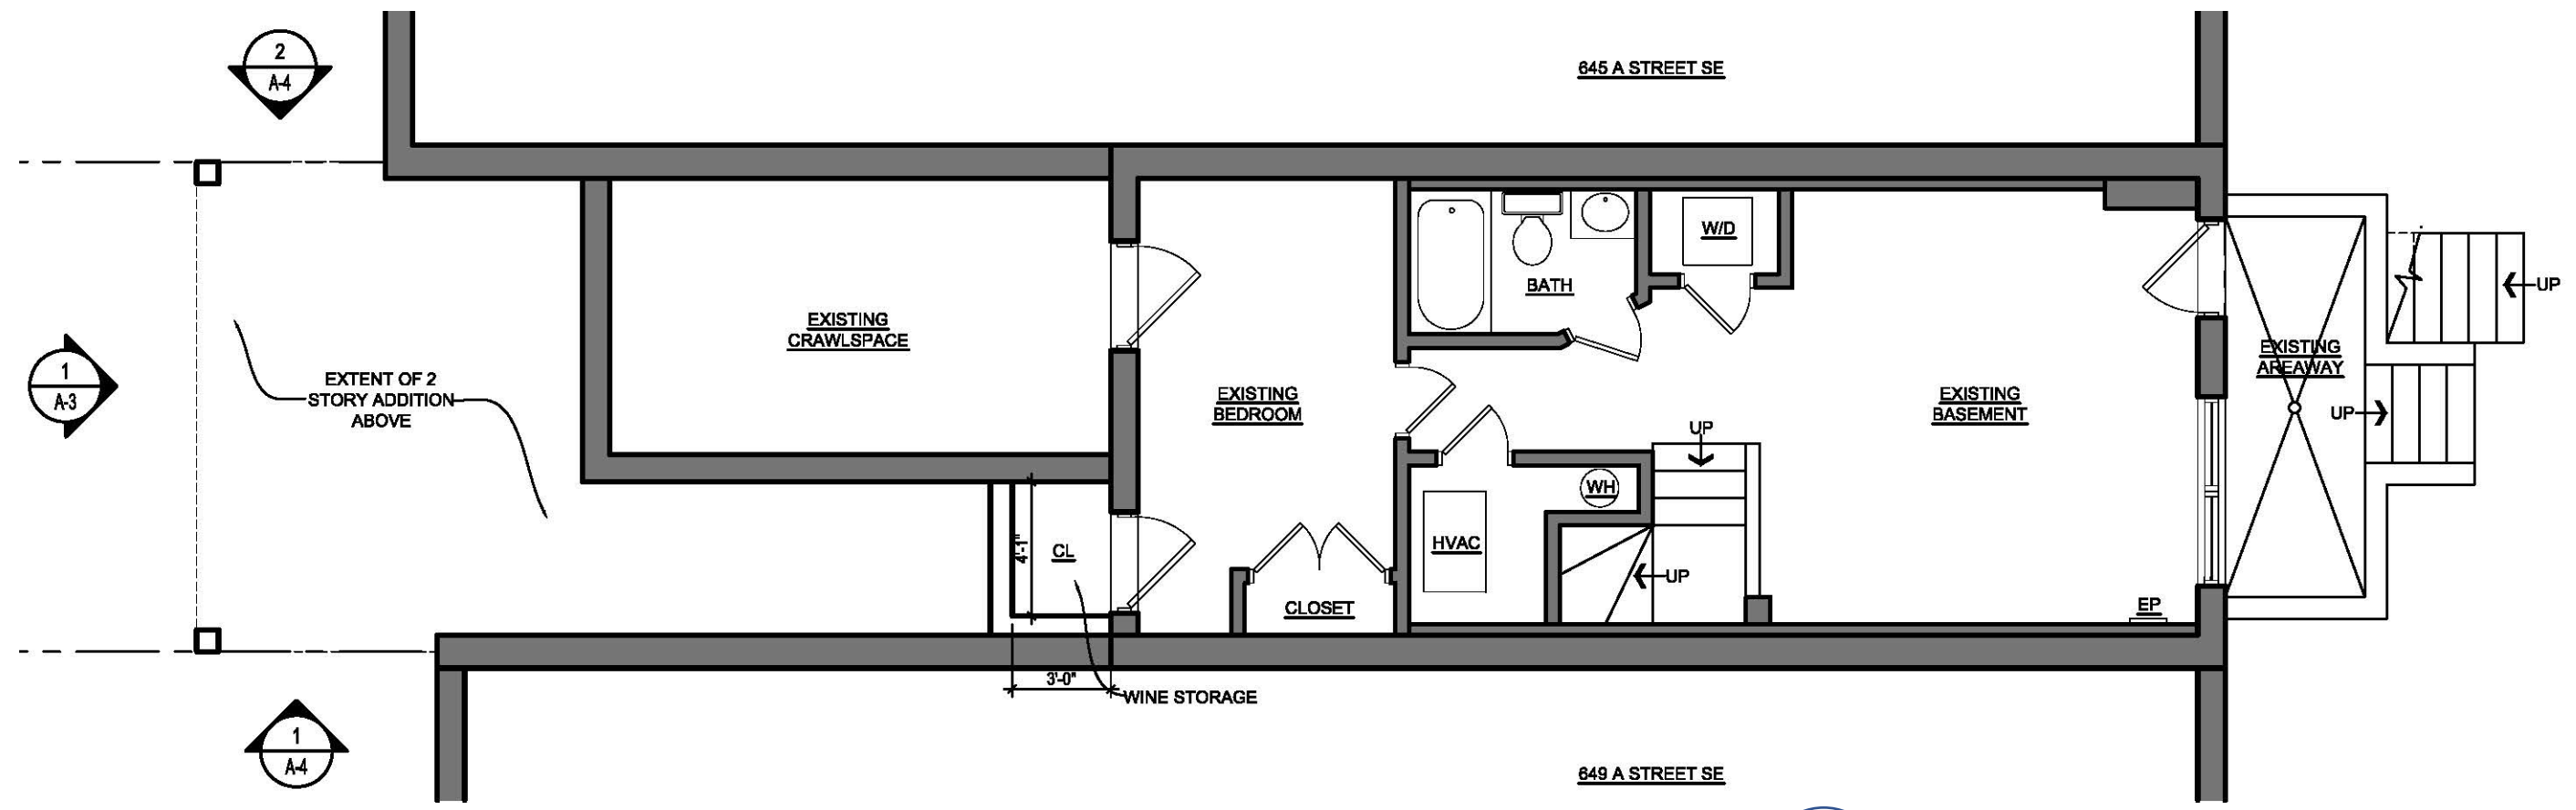 2
A-4
645 A STREET SE
W/D
BATH
UP
EXISTING
CRAWLSPACE
EXISTING
AREAWAY
1
A-3
EXTENT OF 2
STORY ADDITION
ABOVE
EXISTING
BEDROOM
EXISTING
BASEMENT
UP
UP
WH
HVAC
4'-1"
CL
UP
CLOSET
EP
3'-0"
WINE STORAGE
1
A-4
649 A STREET SE